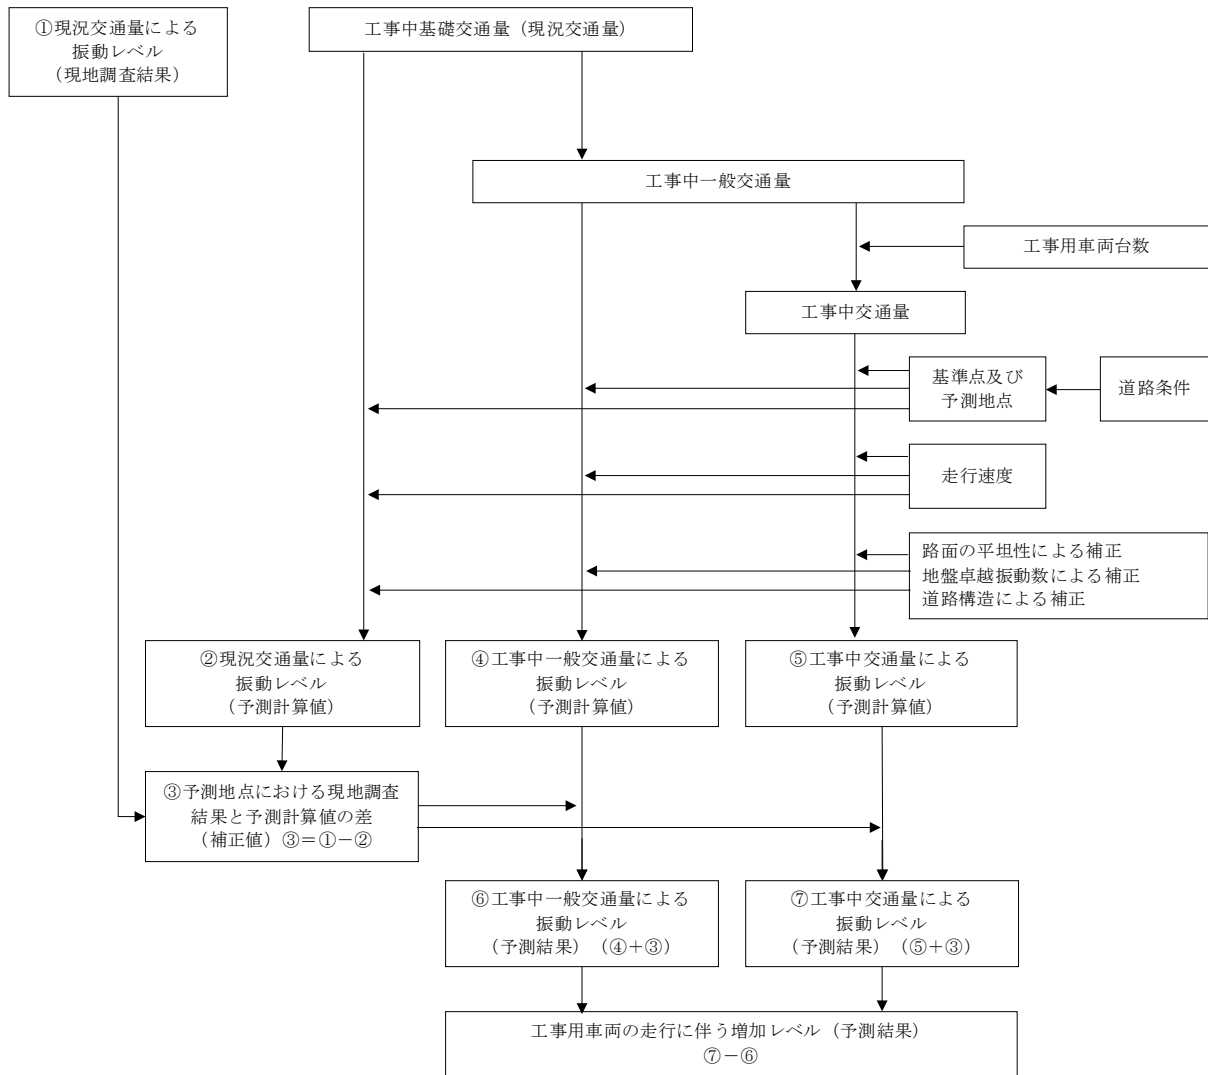 ①現況交通量による
振動レベル
（現地調査結果）
工事中基礎交通量（現況交通量）
工事中一般交通量
工事用車両台数
工事中交通量
基準点及び
予測地点
道路条件
走行速度
路面の平坦性による補正
地盤卓越振動数による補正
道路構造による補正
②現況交通量による
振動レベル
（予測計算値）
④工事中一般交通量による
振動レベル
（予測計算値）
⑤工事中交通量による
振動レベル
（予測計算値）
③予測地点における現地調査
結果と予測計算値の差
（補正値）③＝①－②
⑥工事中一般交通量による
振動レベル
（予測結果）（④＋③）
⑦工事中交通量による
振動レベル
（予測結果）（⑤＋③）
工事用車両の走行に伴う増加レベル（予測結果）
⑦－⑥